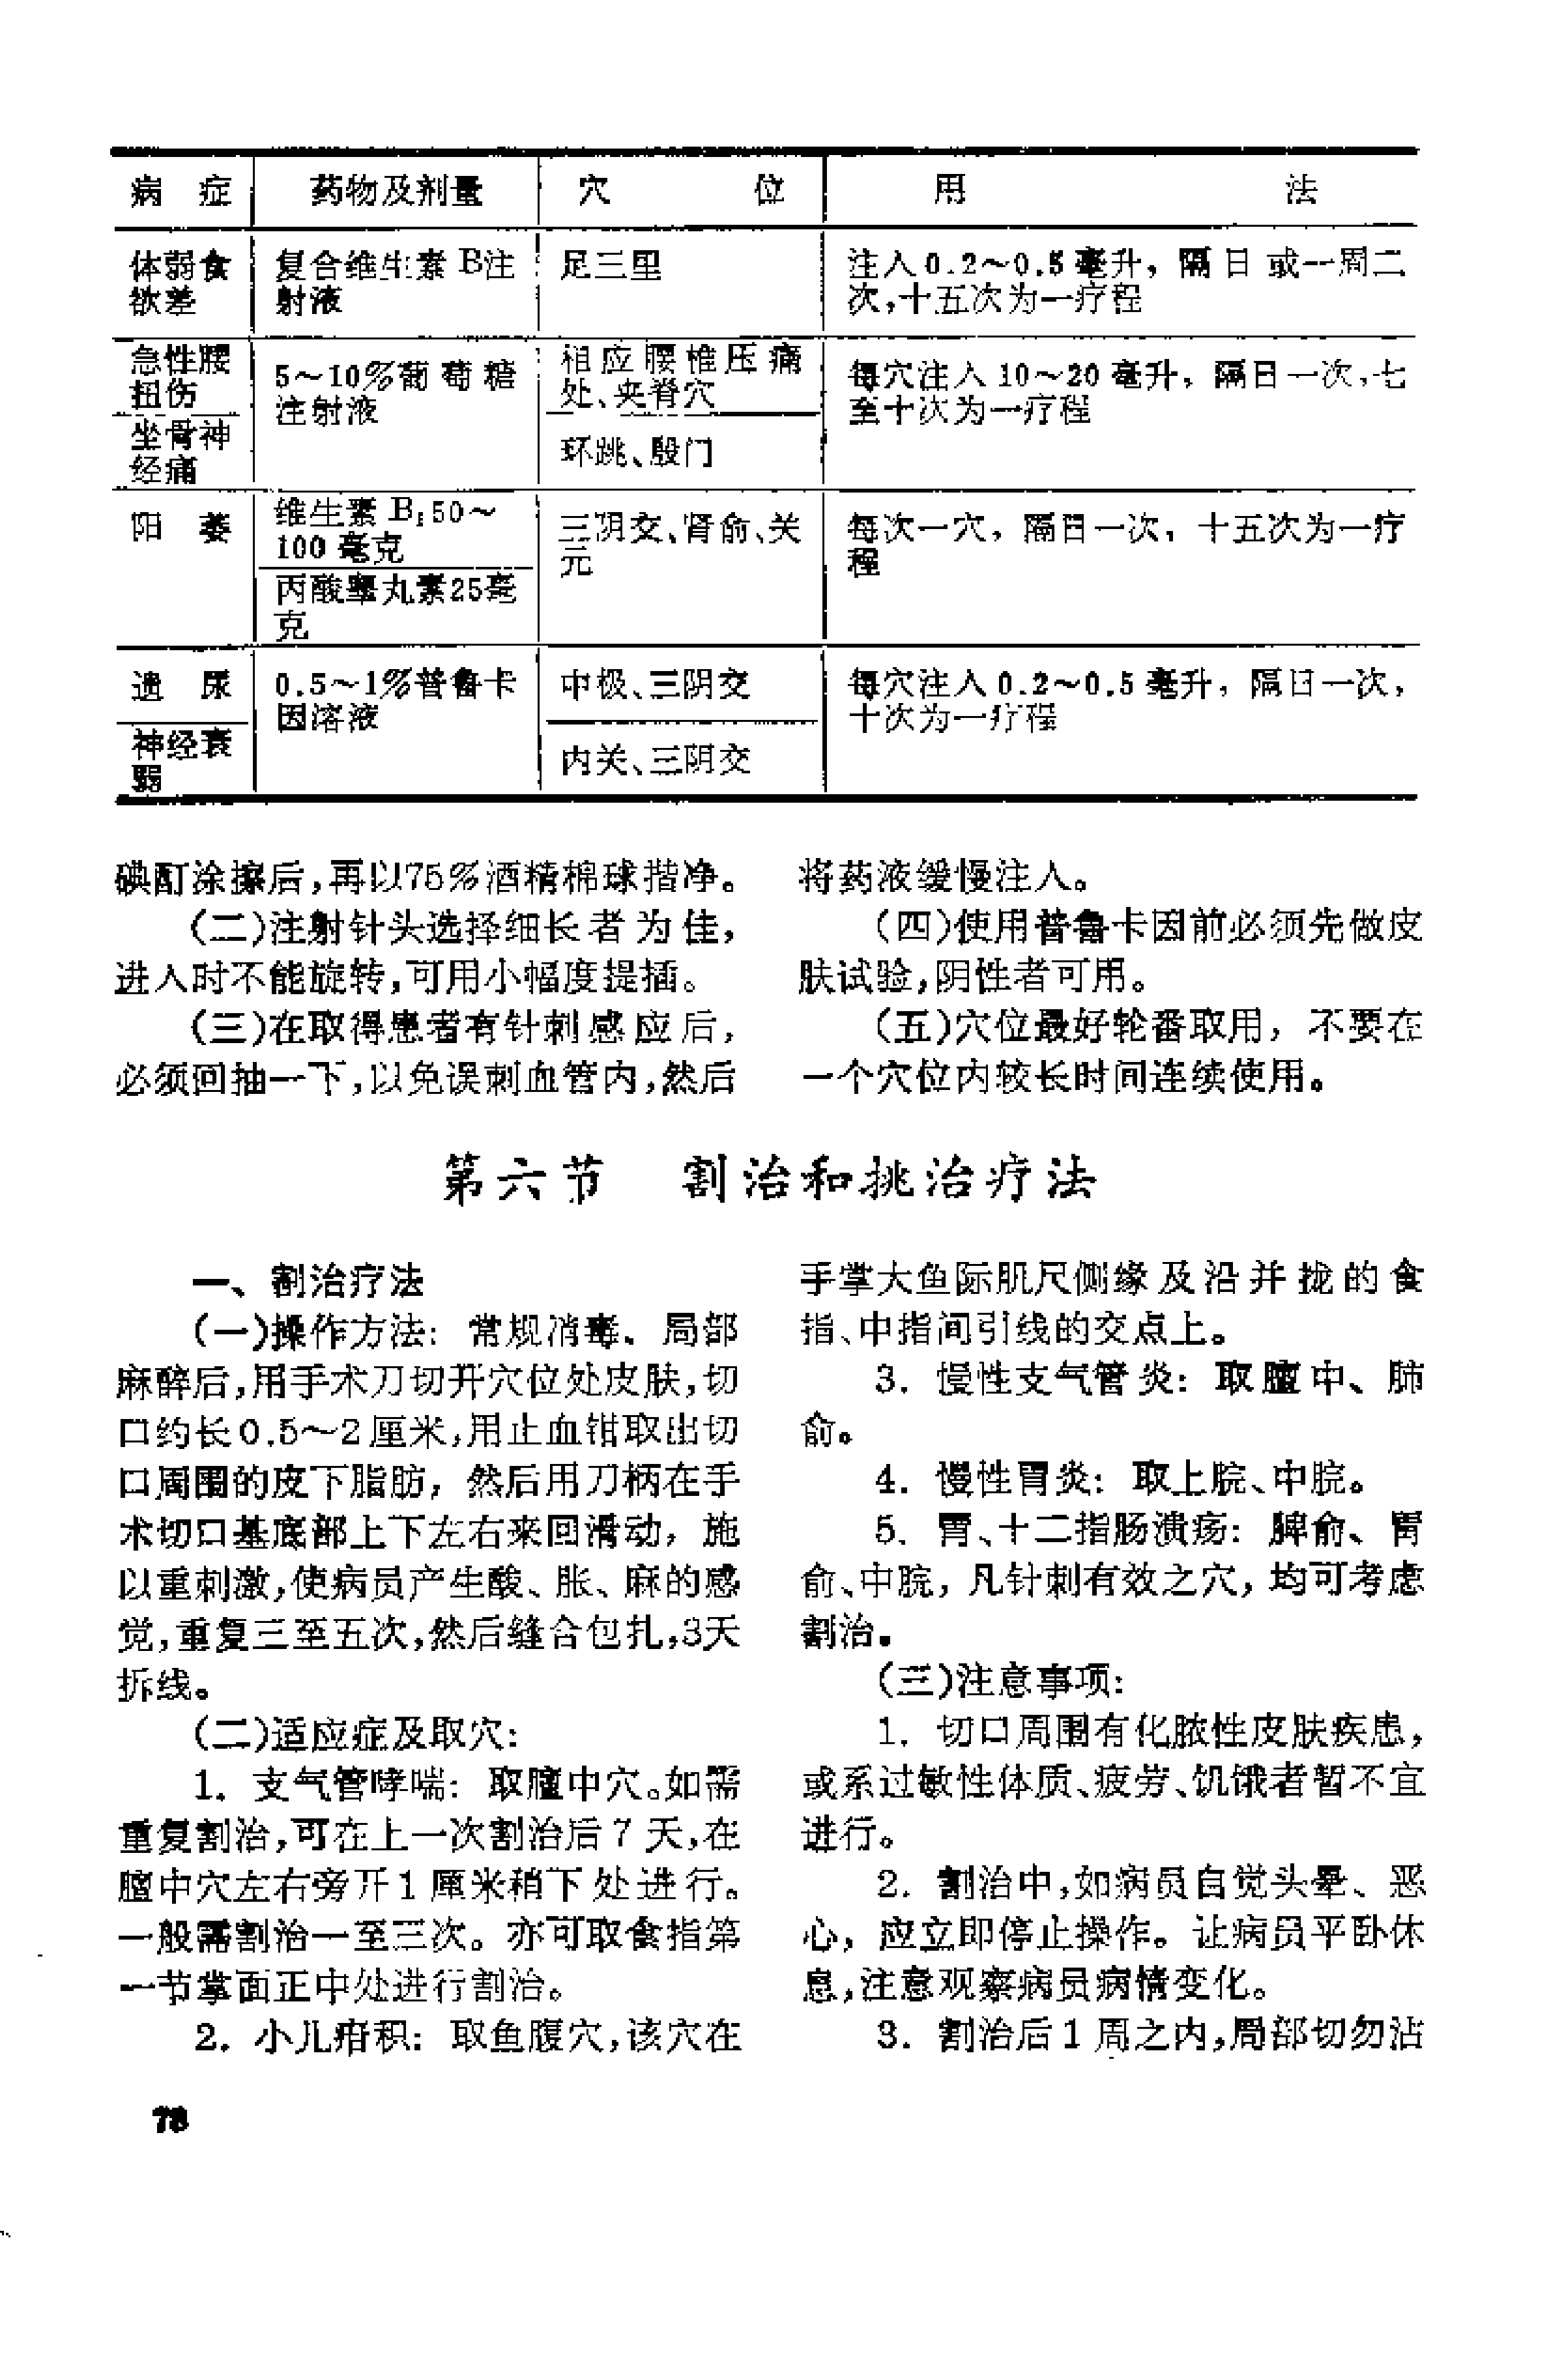 病　症　药物及剂量　穴　位　用　法
体弱食　复合维生素B注　足三里　注入0.2～0.5毫升，隔日或一周二
欲差　射液　次,十五次为一疗程
急性腰　5～10%葡萄糖　相应腰椎压痛　每穴注入10～20毫升，隔日一次,七
扭伤　注射液　处、夹脊穴　至十次为一疗程
坐骨神　环跳、殷门
经痛
阳　萎　维生素B₁50～　三阴交、肾俞、关　每次一穴，隔日一次，十五次为一疗
100毫克　元　程
丙酸睾丸素25毫
克
遗　尿　0.5～1%普鲁卡　中极、三阴交　每穴注入0.2～0.5毫升，隔日一次，
因溶液　十次为一疗程
神经衰　内关、三阴交
弱
碘酊涂擦后,再以75%酒精棉球揩净。
(二)注射针头选择细长者为佳，
进入时不能旋转,可用小幅度提插。
(三)在取得患者有针刺感应后，
必须回抽一下,以免误刺血管内,然后
将药液缓慢注入。
(四)使用普鲁卡因前必须先做皮
肤试验,阴性者可用。
(五)穴位最好轮番取用，不要在
一个穴位内较长时间连续使用。
第六节　割治和挑治疗法
一、割治疗法
(一)操作方法：常规消毒、局部
麻醉后,用手术刀切开穴位处皮肤,切
口约长0.5～2厘米,用止血钳取出切
口周围的皮下脂肪，然后用刀柄在手
术切口基底部上下左右来回滑动，施
以重刺激,使病员产生酸、胀、麻的感
觉,重复三至五次,然后缝合包扎,3天
拆线。
(二)适应症及取穴：
1. 支气管哮喘：取膻中穴。如需
重复割治,可在上一次割治后7天,在
膻中穴左右旁开1厘米稍下处进行。
一般需割治一至三次。亦可取食指第
一节掌面正中处进行割治。
2. 小儿疳积：取鱼腹穴,该穴在
手掌大鱼际肌尺侧缘及沿并拢的食
指、中指间引线的交点上。
3. 慢性支气管炎：取膻中、肺
俞。
4. 慢性胃炎：取上脘、中脘。
5. 胃、十二指肠溃疡：脾俞、胃
俞、中脘，凡针刺有效之穴，均可考虑
割治。
(三)注意事项：
1. 切口周围有化脓性皮肤疾患，
或系过敏性体质、疲劳、饥饿者暂不宜
进行。
2. 割治中,如病员自觉头晕、恶
心，应立即停止操作。让病员平卧休
息,注意观察病员病情变化。
3. 割治后1周之内,局部切勿沾
78